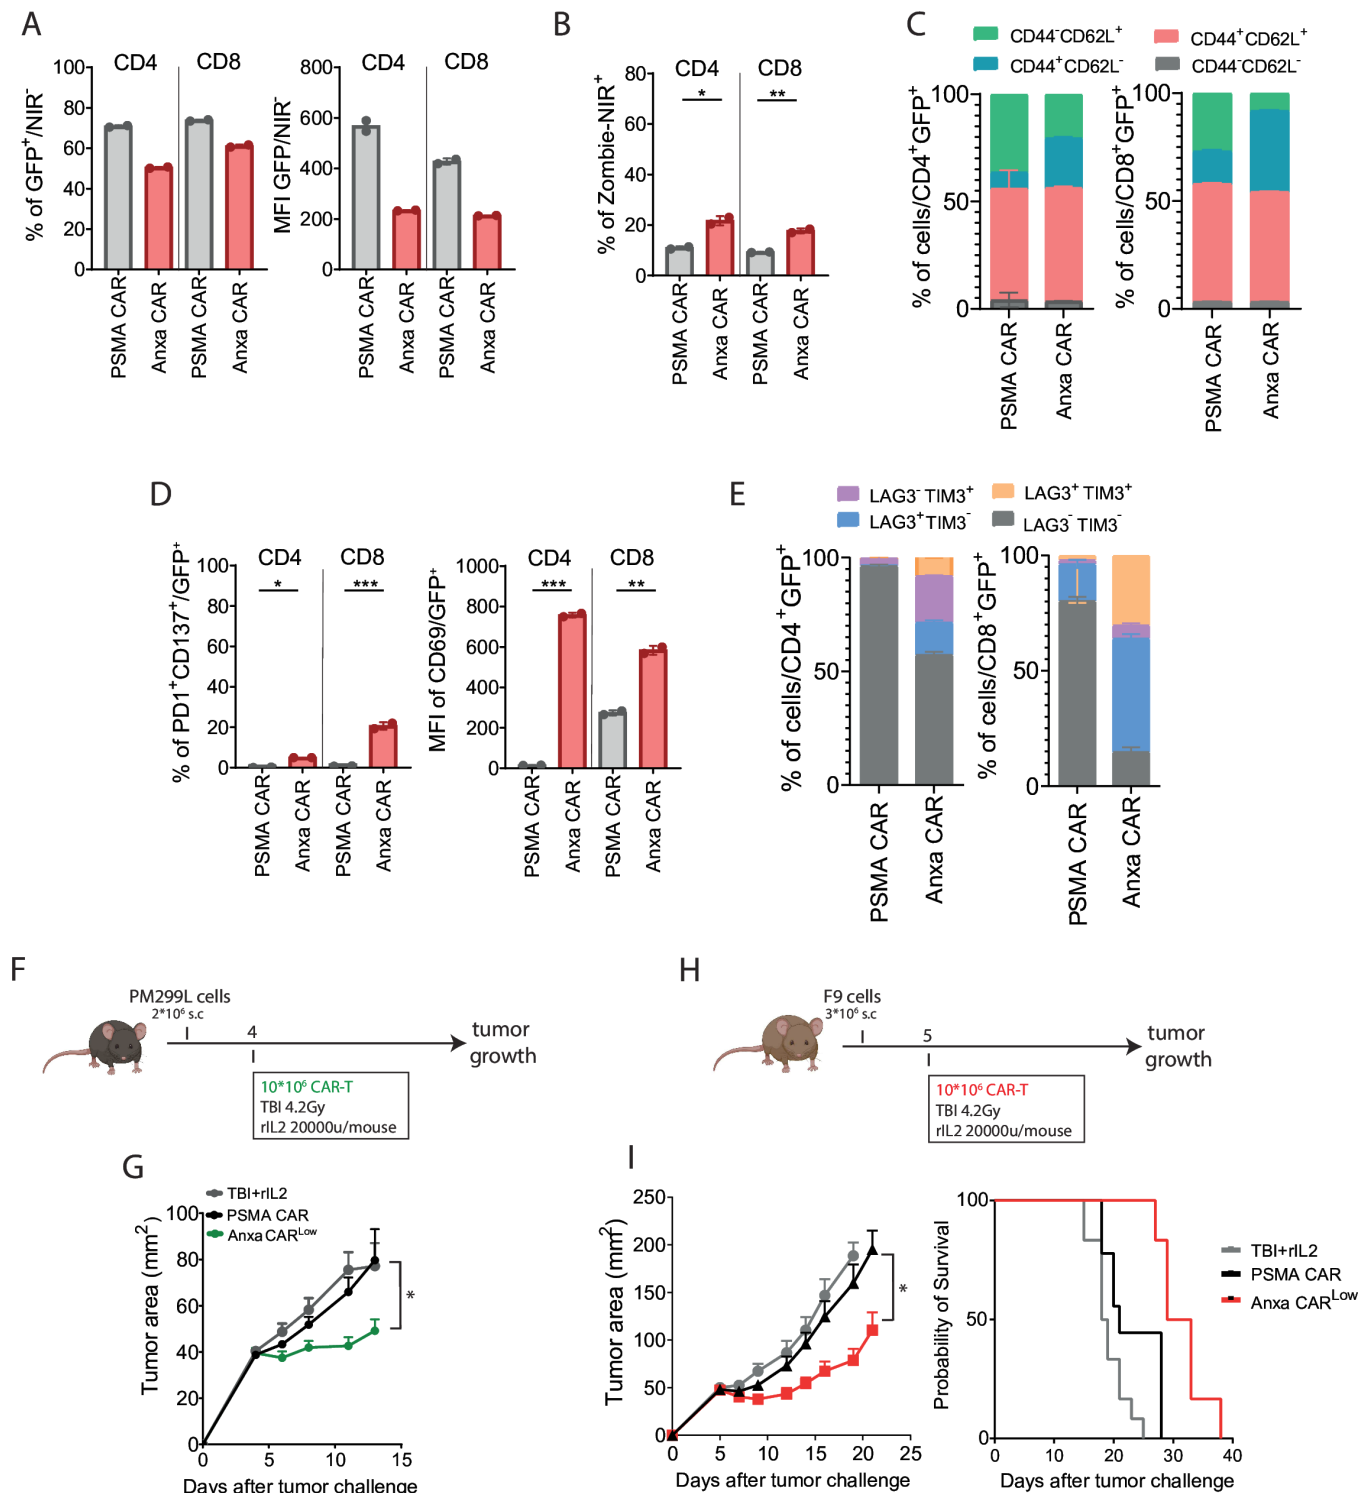 A
CD4
CD8
% of GFP+/NIR-
100
80
60
40
20
0
PSMA CAR
Anxa CAR
PSMA CAR
Anxa CAR
CD4
CD8
MFI GFP/NIR-
800
600
400
200
0
PSMA CAR
Anxa CAR
PSMA CAR
Anxa CAR
B
CD4
CD8
*
**
% of Zombie-NIR+
80
60
40
20
0
PSMA CAR
Anxa CAR
PSMA CAR
Anxa CAR
C
CD44-CD62L+
CD44+CD62L+
CD44+CD62L-
CD44-CD62L-
% of cells/CD4+GFP+
100
50
0
PSMA CAR
Anxa CAR
% of cells/CD8+GFP+
100
50
0
PSMA CAR
Anxa CAR
D
CD4
CD8
*
***
% of PD1+CD137+/GFP+
100
80
60
40
20
0
PSMA CAR
Anxa CAR
PSMA CAR
Anxa CAR
CD4
CD8
***
**
MFI of CD69/GFP+
1000
800
600
400
200
0
PSMA CAR
Anxa CAR
PSMA CAR
Anxa CAR
E
LAG3- TIM3+
LAG3+ TIM3+
LAG3+TIM3-
LAG3- TIM3-
% of cells/CD4+GFP+
100
50
0
PSMA CAR
Anxa CAR
% of cells/CD8+GFP+
100
50
0
PSMA CAR
Anxa CAR
F
PM299L cells
2*10⁶ s.c
4
tumor
growth
10*10⁶ CAR-T
TBI 4.2Gy
rIL2 20000u/mouse
H
F9 cells
3*10⁶ s.c
5
tumor
growth
10*10⁶ CAR-T
TBI 4.2Gy
rIL2 20000u/mouse
G
TBI+rIL2
PSMA CAR
Anxa CARLow
Tumor area (mm²)
100
80
60
40
20
0
*
0
5
10
15
Days after tumor challenge
I
Tumor area (mm²)
250
200
150
100
50
0
*
0
5
10
15
20
25
Days after tumor challenge
Probability of Survival
100
50
0
0
10
20
30
40
Days after tumor challenge
TBI+rIL2
PSMA CAR
Anxa CARLow